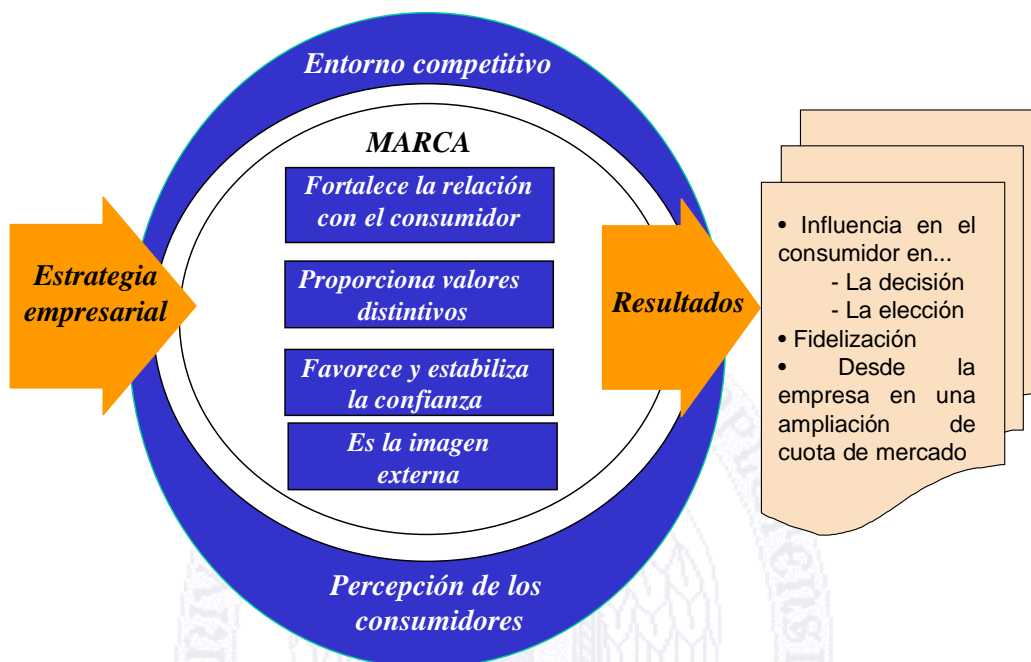 Entorno competitivo
MARCA
Fortalece la relación
con el consumidor
Proporciona valores
distintivos
Favorece y estabiliza
la confianza
Es la imagen
externa
Percepción de los
consumidores
Estrategia
empresarial
Resultados
• Influencia en el
consumidor en...
- La decisión
- La elección
• Fidelización
• Desde la
empresa en una
ampliación de
cuota de mercado